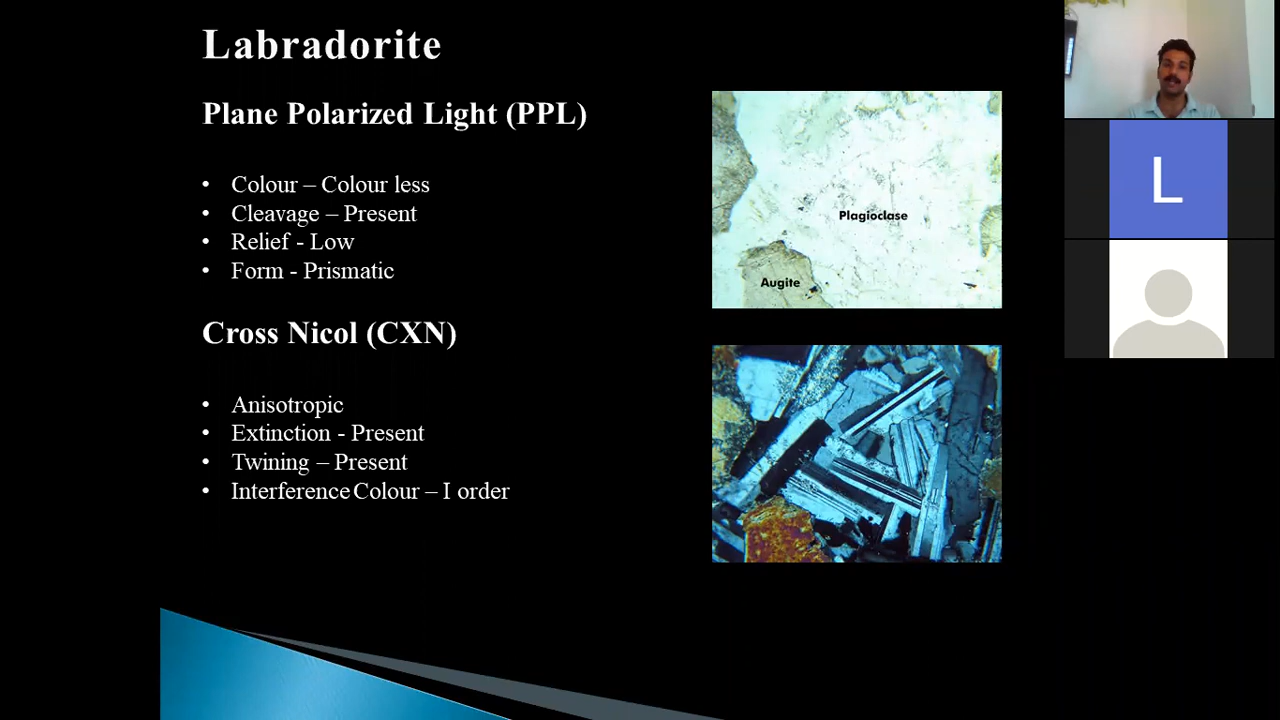 Labradorite
Plane Polarized Light (PPL)
• Colour – Colour less
• Cleavage – Present
• Relief - Low
• Form - Prismatic
Cross Nicol (CXN)
• Anisotropic
• Extinction - Present
• Twining – Present
• Interference Colour – I order
Plagioclase
Augite
L